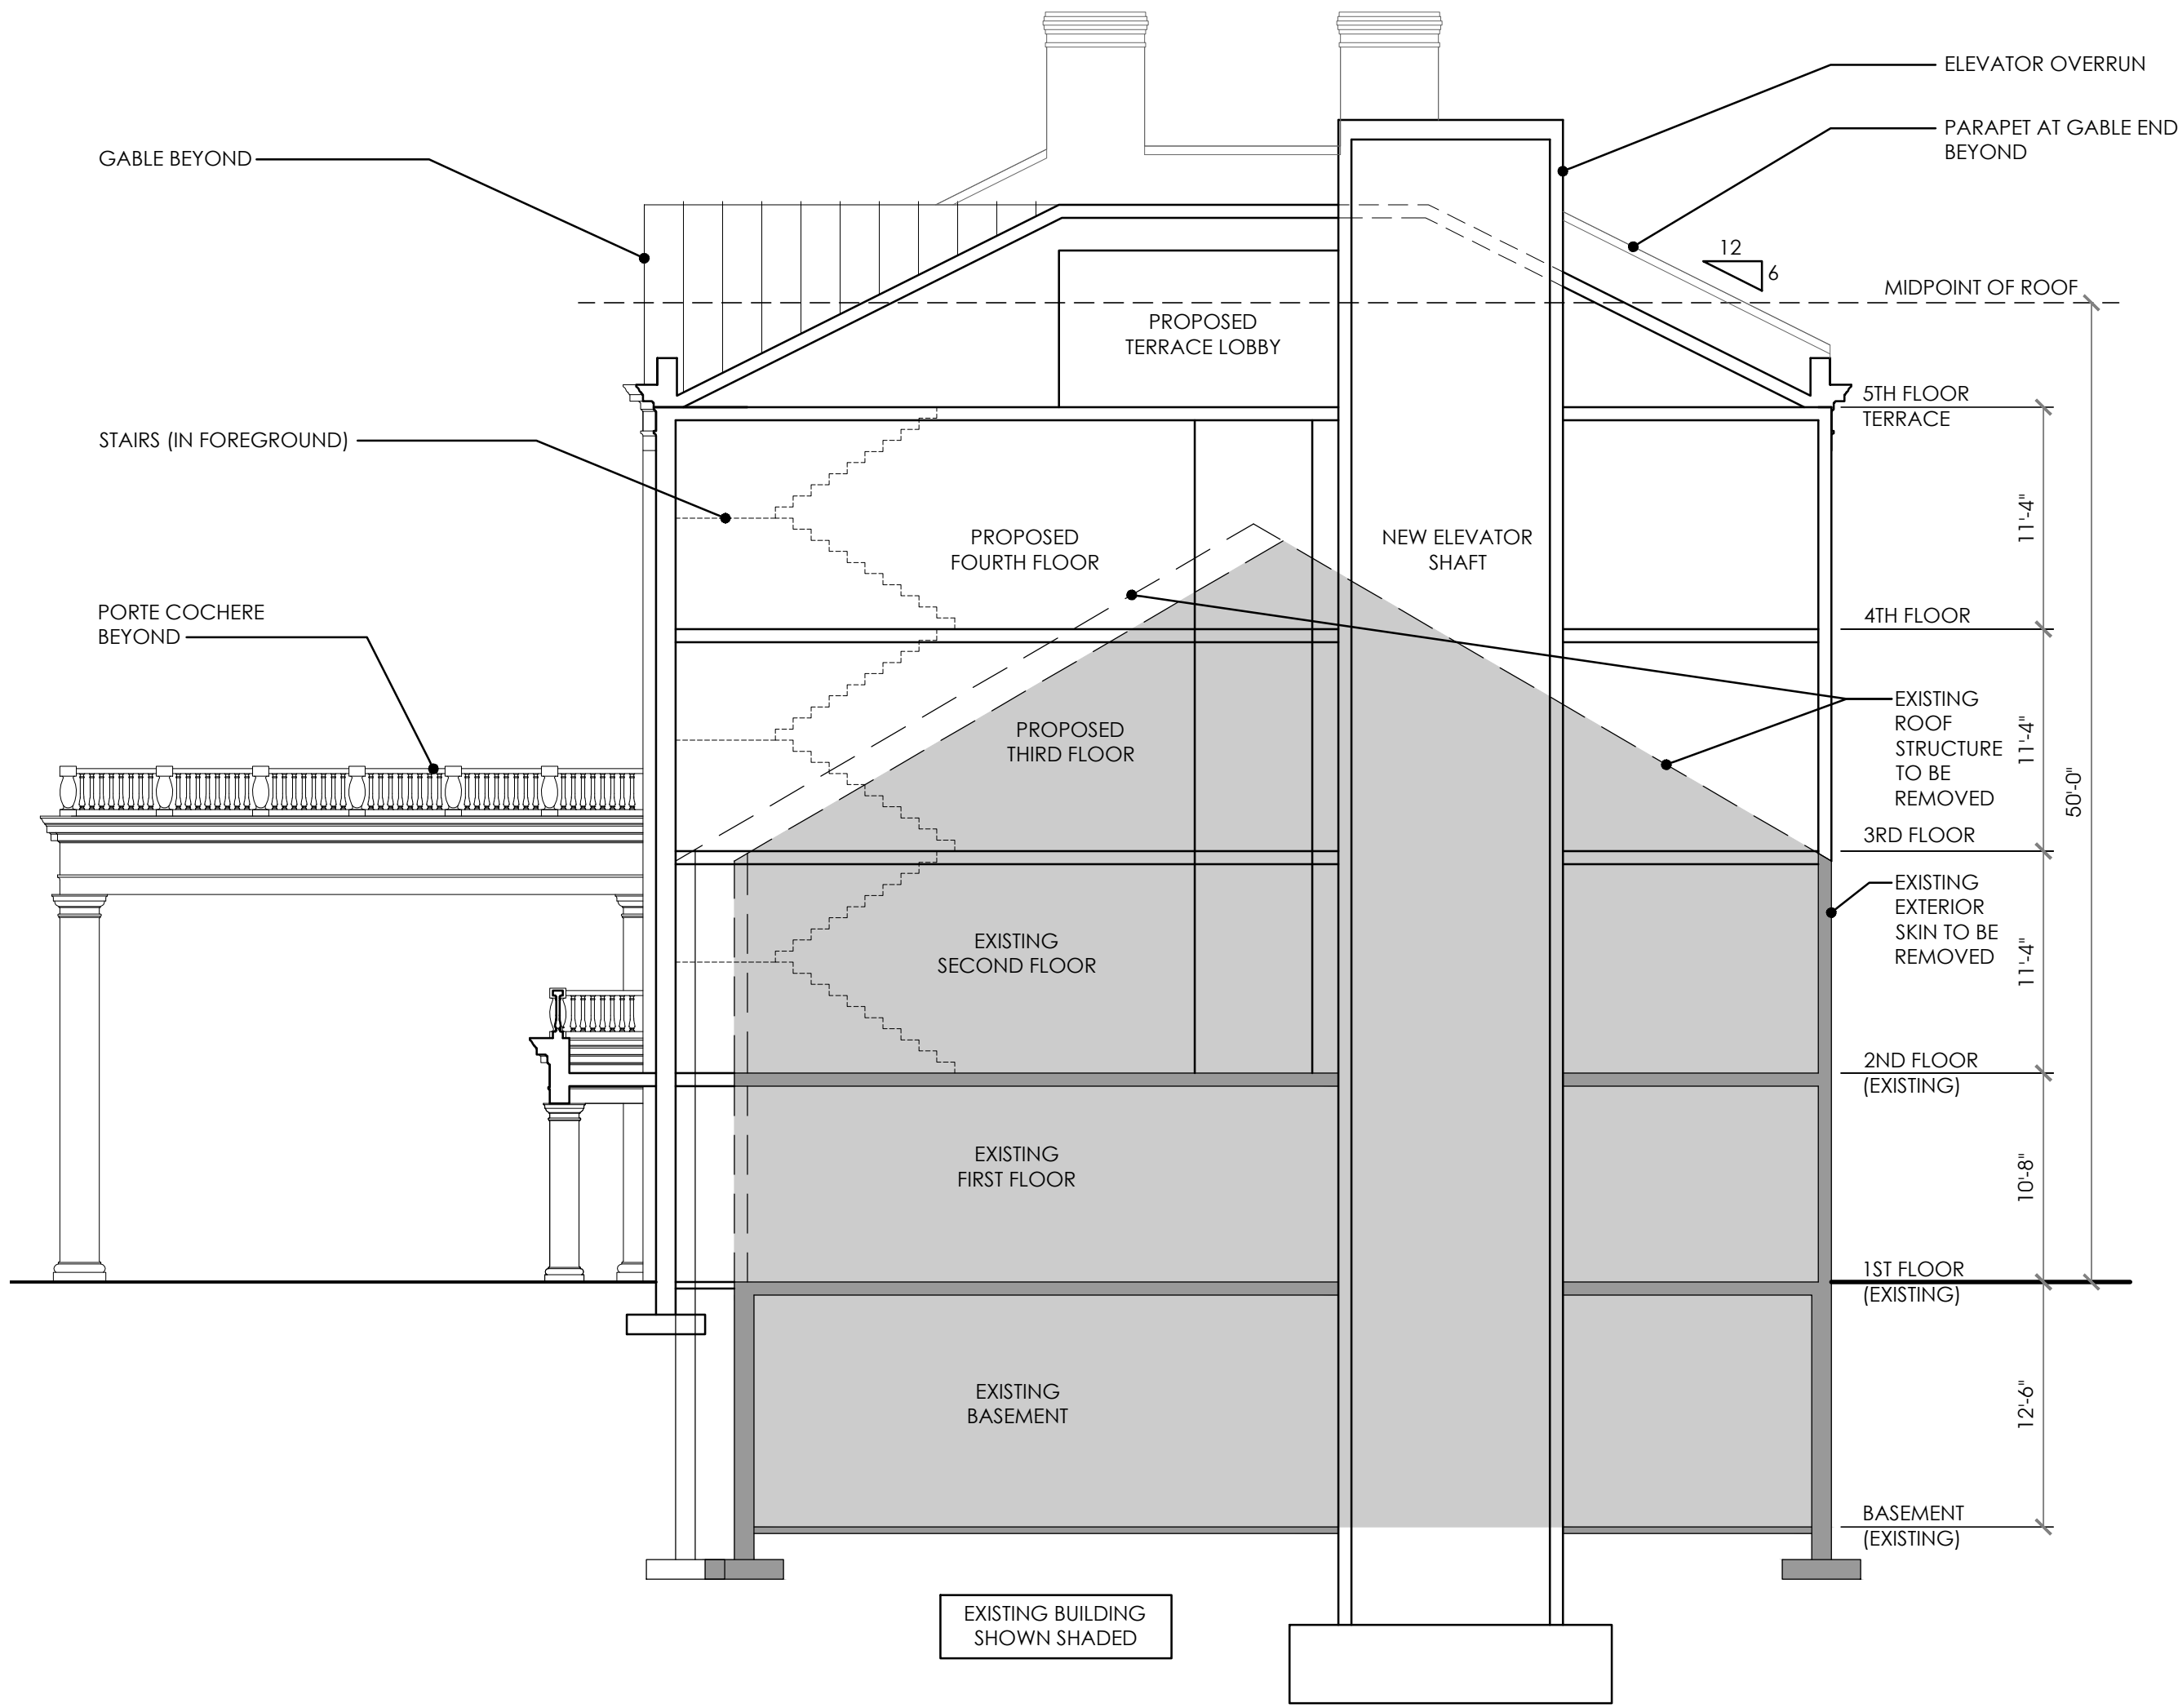 ELEVATOR OVERRUN
PARAPET AT GABLE END
BEYOND
GABLE BEYOND
12
6
MIDPOINT OF ROOF
PROPOSED
TERRACE LOBBY
5TH FLOOR
TERRACE
STAIRS (IN FOREGROUND)
11'-4"
PROPOSED
FOURTH FLOOR
NEW ELEVATOR
SHAFT
PORTE COCHERE
BEYOND
4TH FLOOR
EXISTING
ROOF
STRUCTURE
TO BE
REMOVED
11'-4"
50'-0"
PROPOSED
THIRD FLOOR
3RD FLOOR
EXISTING
EXTERIOR
SKIN TO BE
REMOVED
11'-4"
EXISTING
SECOND FLOOR
2ND FLOOR
(EXISTING)
EXISTING
FIRST FLOOR
10'-8"
1ST FLOOR
(EXISTING)
EXISTING
BASEMENT
12'-6"
BASEMENT
(EXISTING)
EXISTING BUILDING
SHOWN SHADED